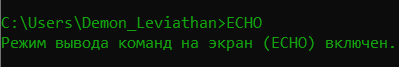 C:\Users\Demon_Leviathan>ECHO
Режим вывода команд на экран (ECHO) включен.